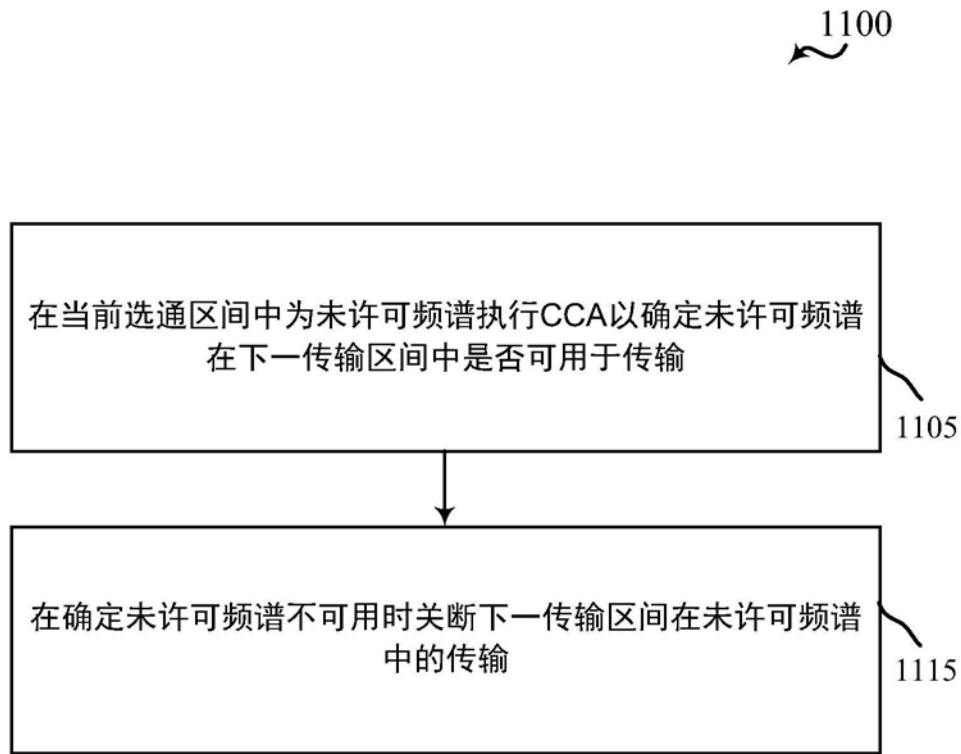 1100
在当前选通区间中为未许可频谱执行CCA以确定未许可频谱
在下一传输区间中是否可用于传输
1105
在确定未许可频谱不可用时关断下一传输区间在未许可频谱
中的传输
1115